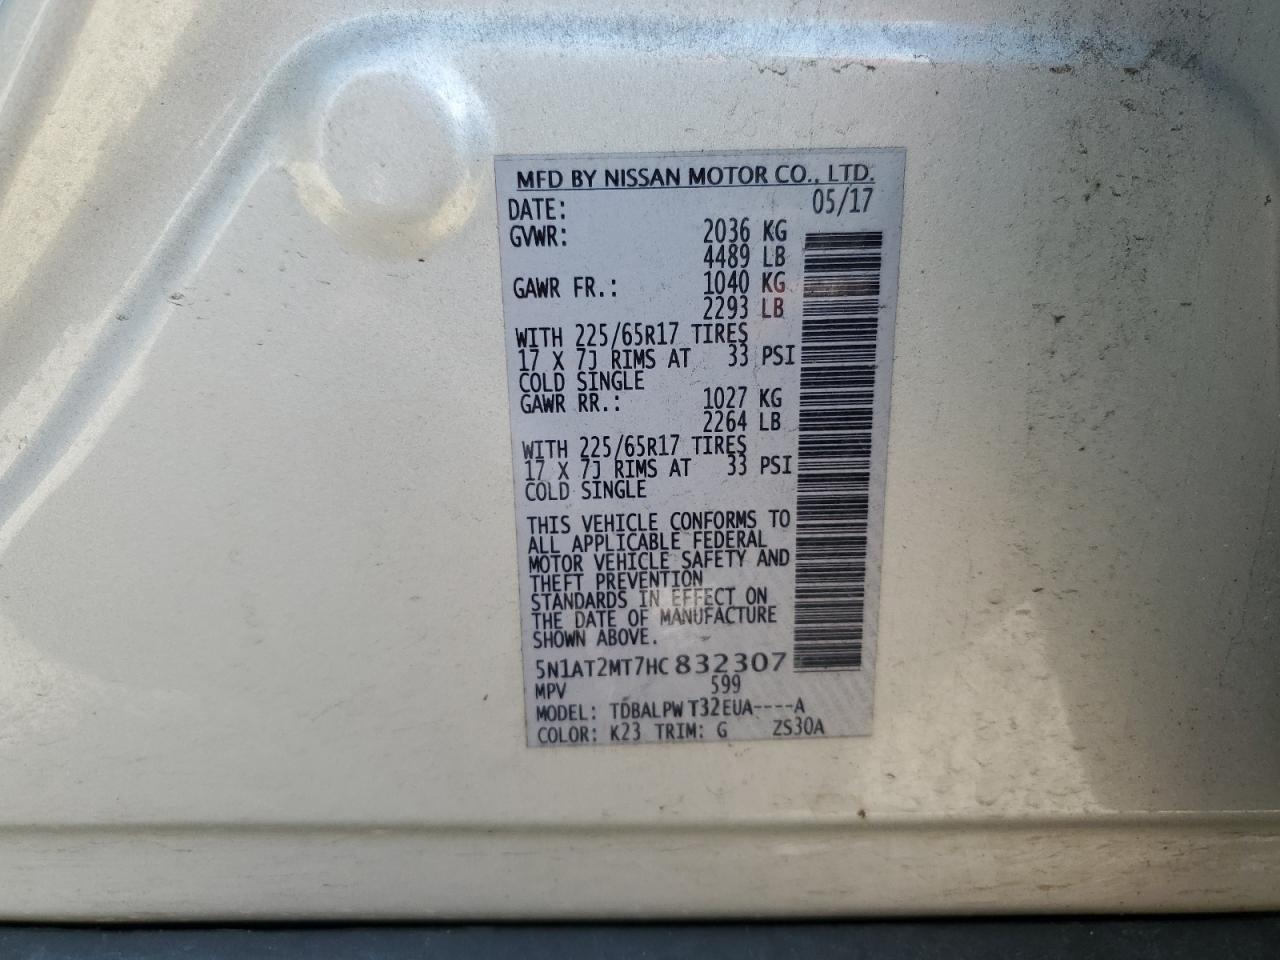 MFD BY NISSAN MOTOR CO., LTD.
DATE: 05/17
GVWR: 2036 KG
4489 LB
GAWR FR.: 1040 KG
2293 LB
WITH 225/65R17 TIRES
17 X 7J RIMS AT 33 PSI
COLD SINGLE
GAWR RR.: 1027 KG
2264 LB
WITH 225/65R17 TIRES
17 X 7J RIMS AT 33 PSI
COLD SINGLE
THIS VEHICLE CONFORMS TO
ALL APPLICABLE FEDERAL
MOTOR VEHICLE SAFETY AND
THEFT PREVENTION
STANDARDS IN EFFECT ON
THE DATE OF MANUFACTURE
SHOWN ABOVE.
5N1AT2MT7HC832307
MPV 599
MODEL: TDBALPW T32EUA----A
COLOR: K23 TRIM: G ZS30A